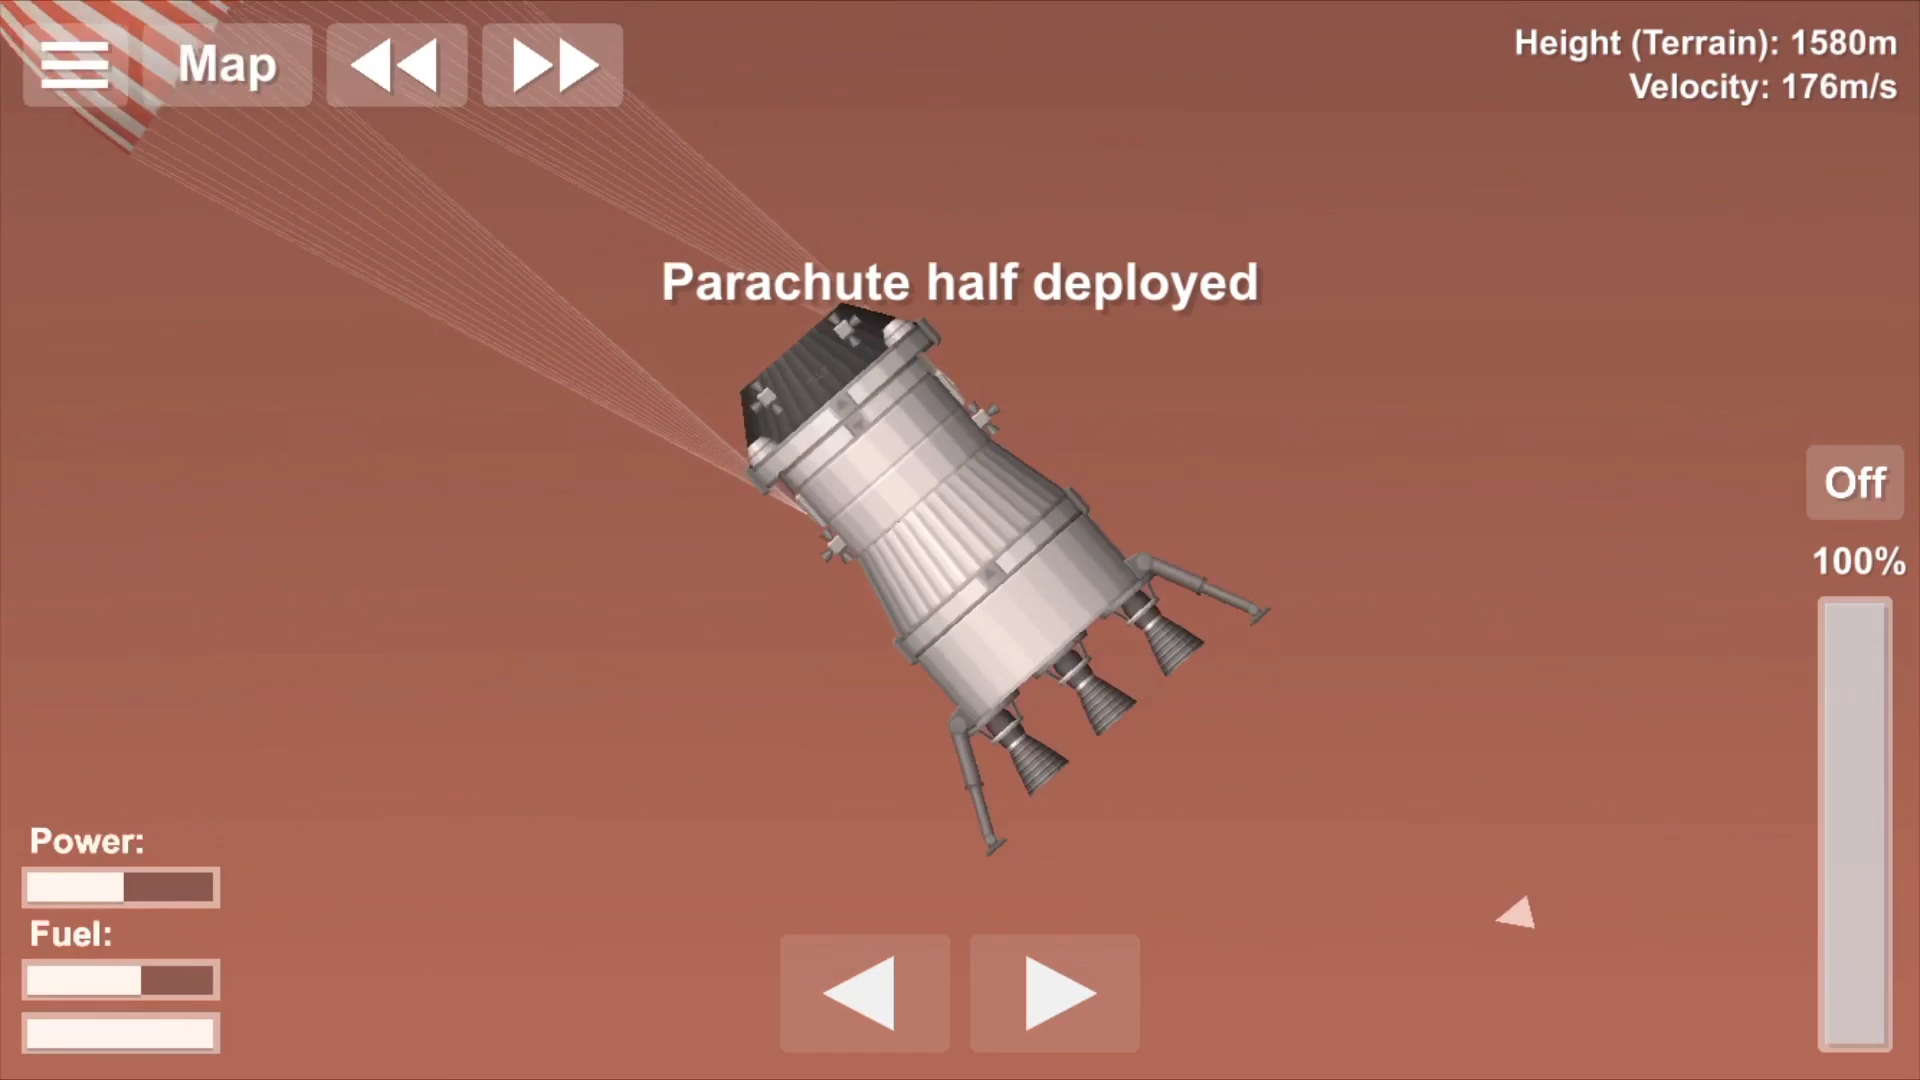 Map
Height (Terrain): 1580m
Velocity: 176m/s
Parachute half deployed
Off
100%
Power:
Fuel: